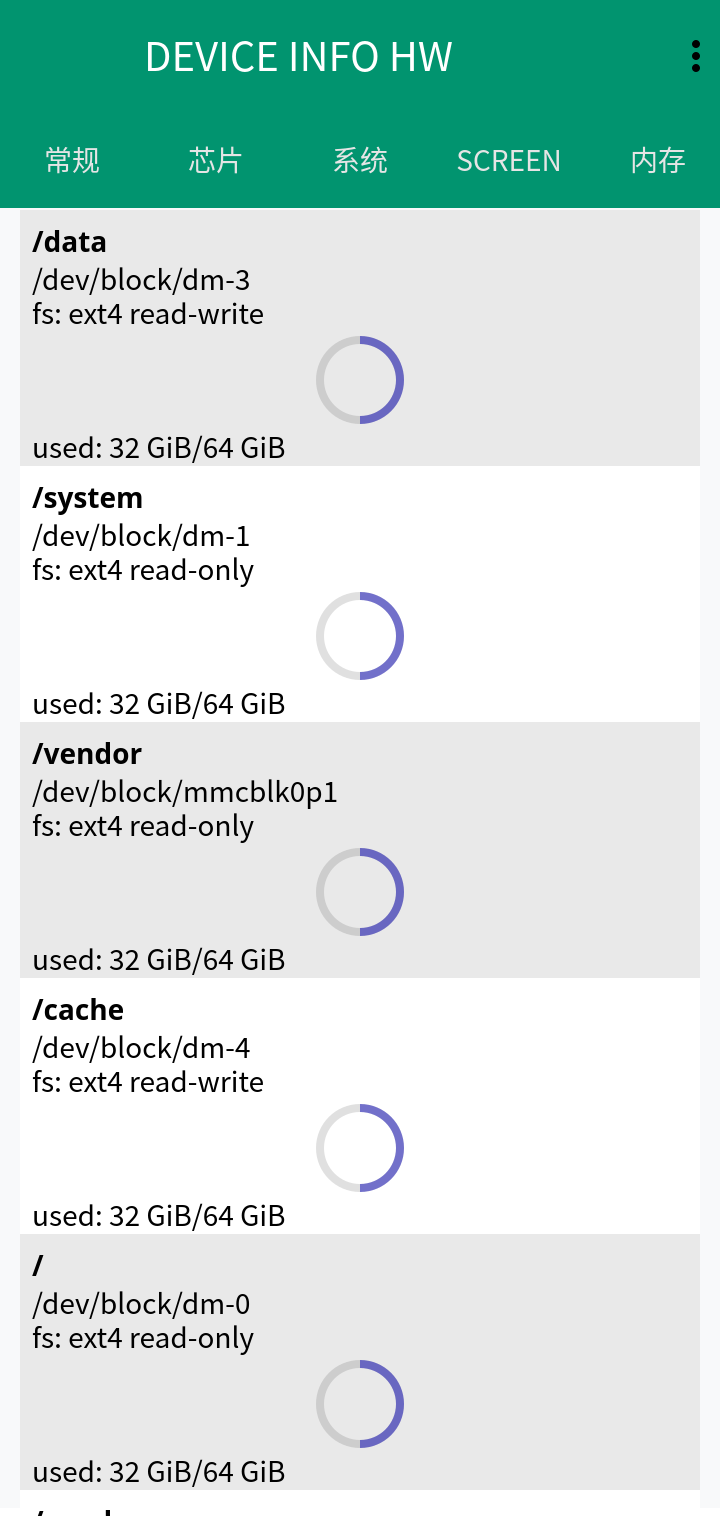 DEVICE INFO HW
常规 芯片 系统 SCREEN 内存
/data
/dev/block/dm-3
fs: ext4 read-write
used: 32 GiB/64 GiB
/system
/dev/block/dm-1
fs: ext4 read-only
used: 32 GiB/64 GiB
/vendor
/dev/block/mmcblk0p1
fs: ext4 read-only
used: 32 GiB/64 GiB
/cache
/dev/block/dm-4
fs: ext4 read-write
used: 32 GiB/64 GiB
/
/dev/block/dm-0
fs: ext4 read-only
used: 32 GiB/64 GiB